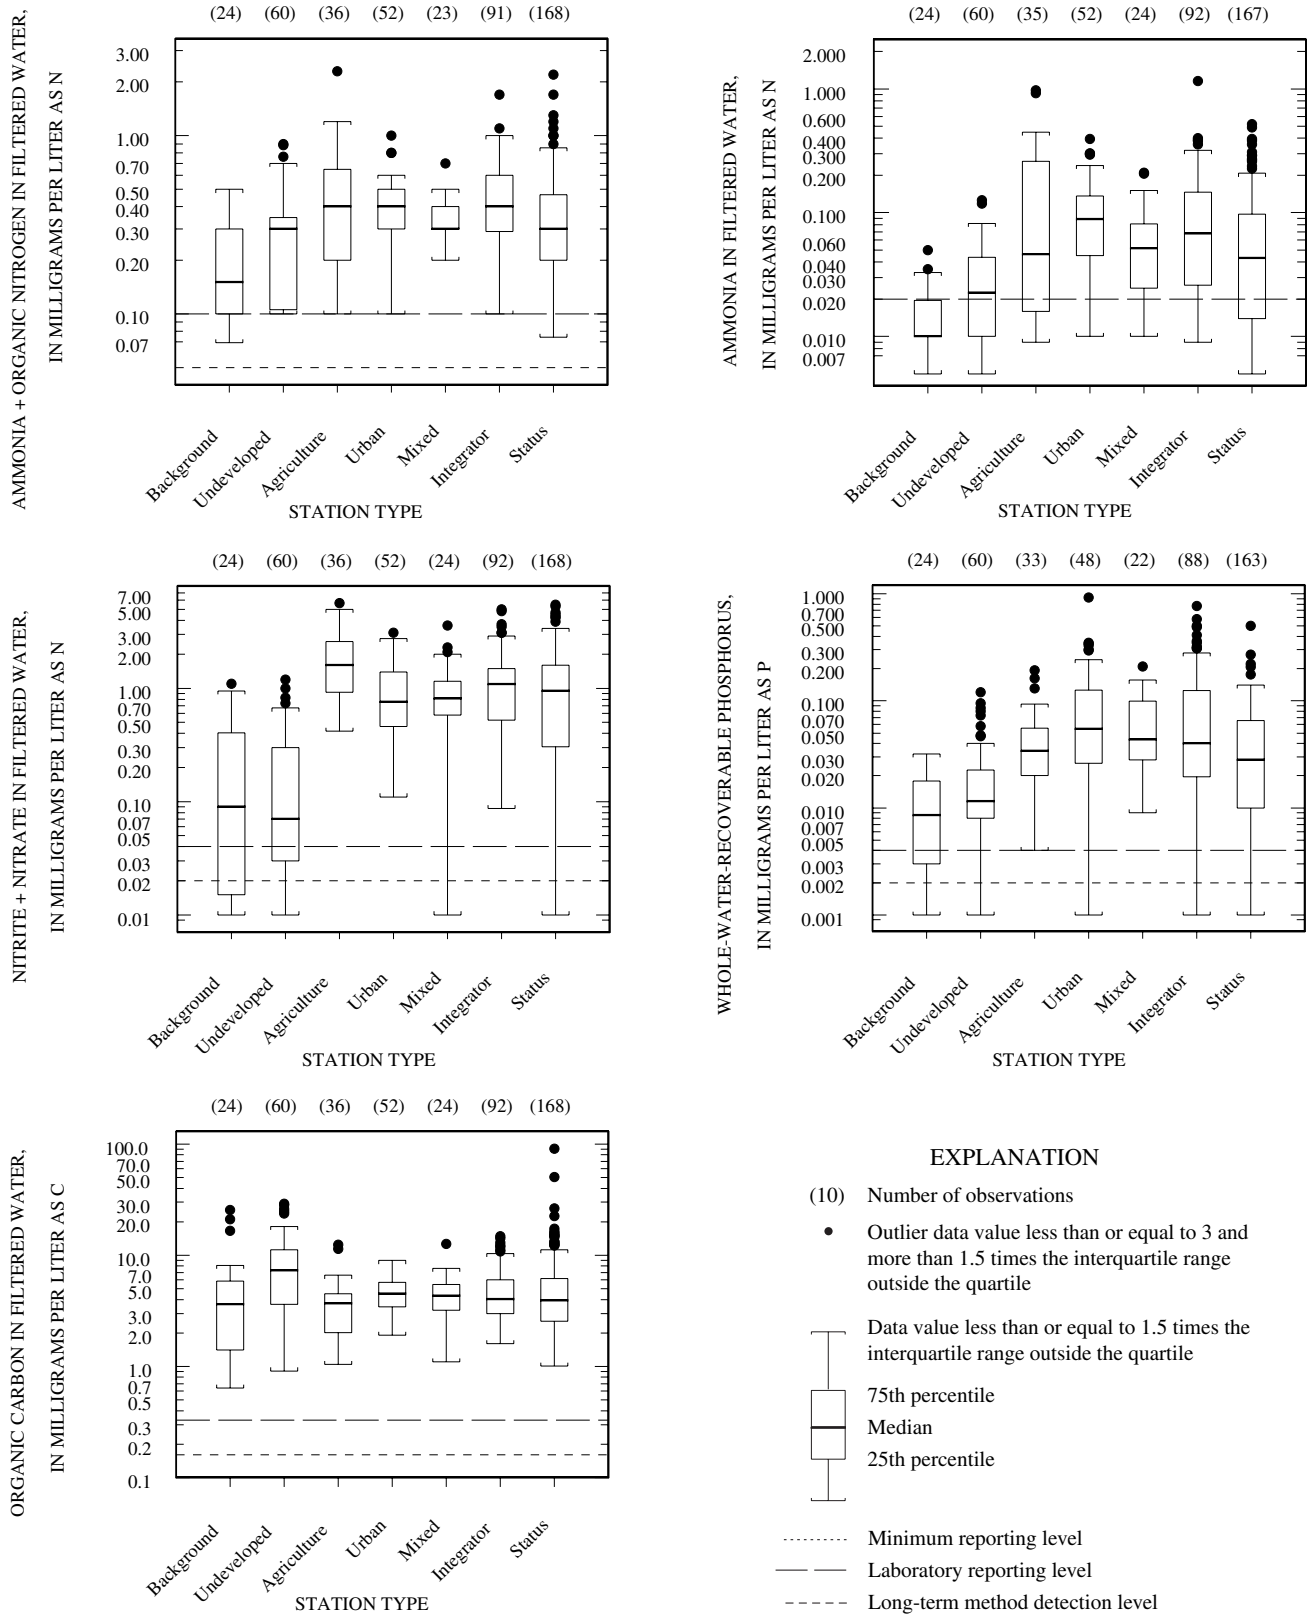 (24) (60) (36) (52) (23) (91) (168)
AMMONIA + ORGANIC NITROGEN IN FILTERED WATER,
IN MILLIGRAMS PER LITER AS N
3.00
2.00
1.00
0.70
0.50
0.40
0.30
0.20
0.10
0.07
Background
Undeveloped
Agriculture
Urban
Mixed
Integrator
Status
STATION TYPE
(24) (60) (35) (52) (24) (92) (167)
AMMONIA IN FILTERED WATER,
IN MILLIGRAMS PER LITER AS N
2.000
1.000
0.600
0.400
0.300
0.200
0.100
0.060
0.040
0.030
0.020
0.010
0.007
Background
Undeveloped
Agriculture
Urban
Mixed
Integrator
Status
STATION TYPE
(24) (60) (36) (52) (24) (92) (168)
NITRITE + NITRATE IN FILTERED WATER,
IN MILLIGRAMS PER LITER AS N
7.00
5.00
3.00
2.00
1.00
0.70
0.50
0.30
0.20
0.10
0.07
0.05
0.03
0.02
0.01
Background
Undeveloped
Agriculture
Urban
Mixed
Integrator
Status
STATION TYPE
(24) (60) (33) (48) (22) (88) (163)
WHOLE-WATER-RECOVERABLE PHOSPHORUS,
IN MILLIGRAMS PER LITER AS P
1.000
0.700
0.500
0.300
0.200
0.100
0.070
0.050
0.030
0.020
0.010
0.007
0.005
0.003
0.002
0.001
Background
Undeveloped
Agriculture
Urban
Mixed
Integrator
Status
STATION TYPE
(24) (60) (36) (52) (24) (92) (168)
ORGANIC CARBON IN FILTERED WATER,
IN MILLIGRAMS PER LITER AS C
100.0
70.0
50.0
30.0
20.0
10.0
7.0
5.0
3.0
2.0
1.0
0.7
0.5
0.3
0.2
0.1
Background
Undeveloped
Agriculture
Urban
Mixed
Integrator
Status
STATION TYPE
EXPLANATION
(10) Number of observations
Outlier data value less than or equal to 3 and
more than 1.5 times the interquartile range
outside the quartile
Data value less than or equal to 1.5 times the
interquartile range outside the quartile
75th percentile
Median
25th percentile
Minimum reporting level
Laboratory reporting level
Long-term method detection level